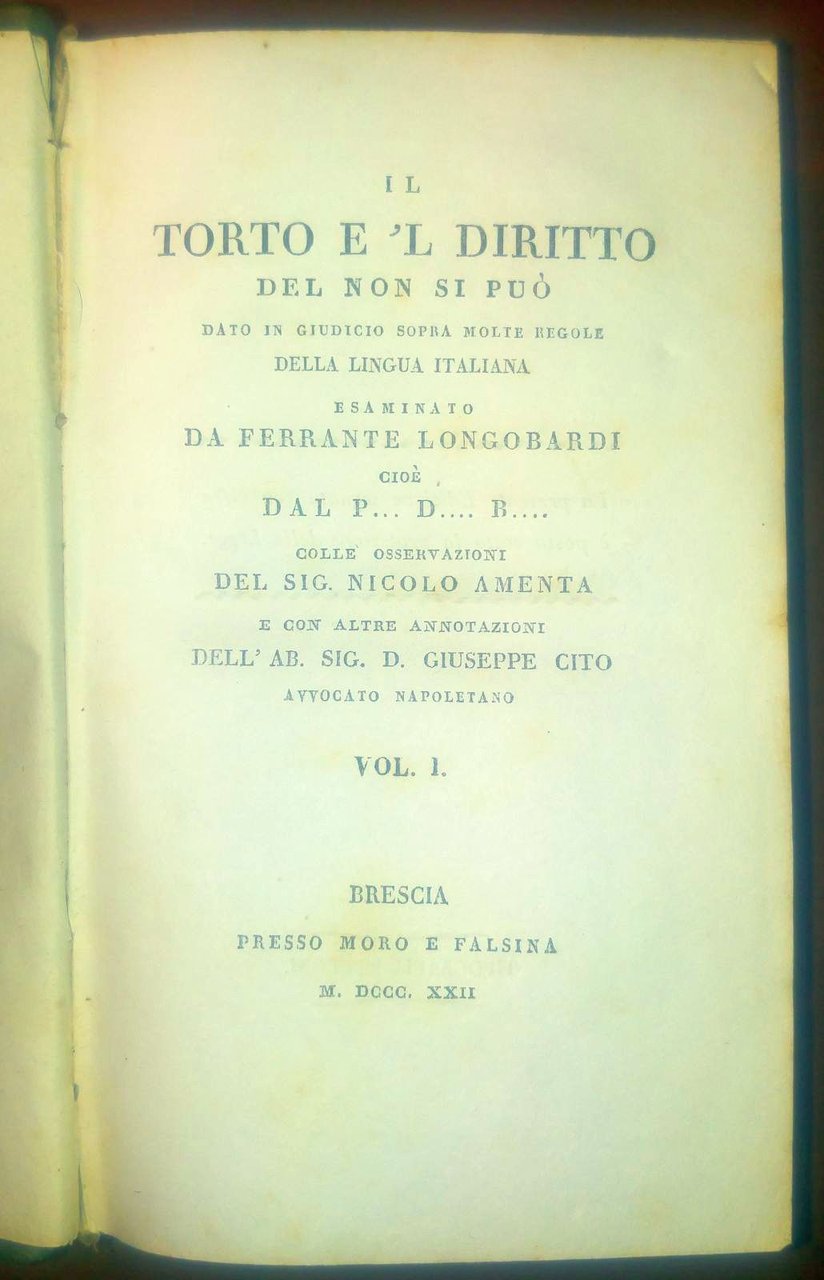 IL
TORTO E 'L DIRITTO
DEL NON SI PUÒ
DATO IN GIUDICIO SOPRA MOLTE REGOLE
DELLA LINGUA ITALIANA
ESAMINATO
DA FERRANTE LONGOBARDI
CIOÈ
DAL P... D.... B....
COLLE OSSERVAZIONI
DEL SIG. NICOLO AMENTA
E CON ALTRE ANNOTAZIONI
DELL' AB. SIG. D. GIUSEPPE CITO
AVVOCATO NAPOLETANO
VOL. I.
BRESCIA
PRESSO MORO E FALSINA
M. DCCC. XXII